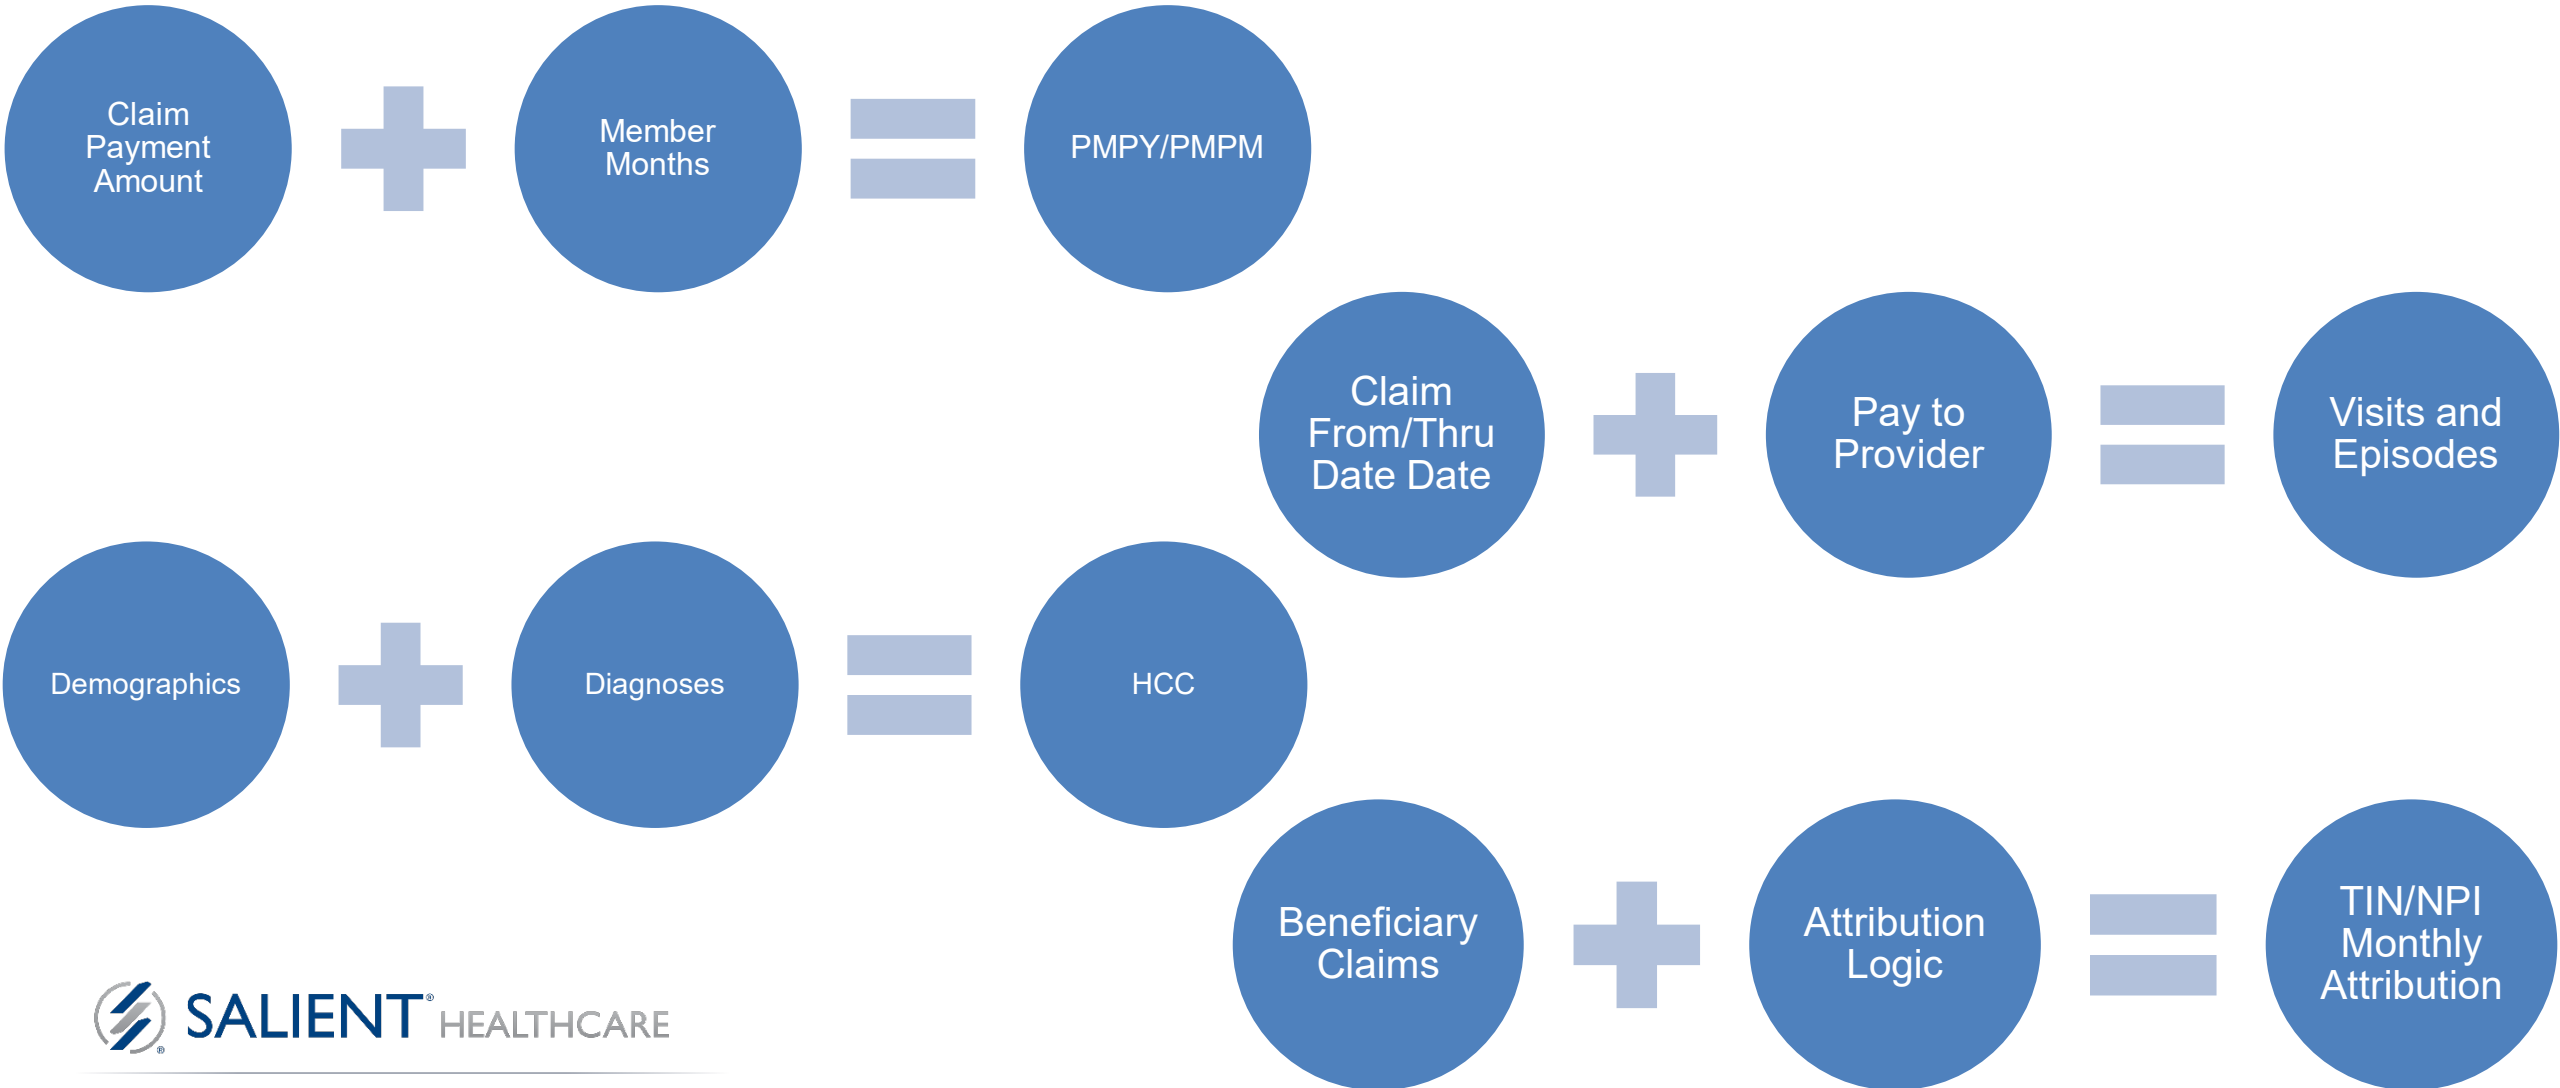 Claim
Payment
Amount
Member
Months
PMPY/PMPM
Claim
From/Thru
Date Date
Pay to
Provider
Visits and
Episodes
Demographics
Diagnoses
HCC
Beneficiary
Claims
Attribution
Logic
TIN/NPI
Monthly
Attribution
SALIENT® HEALTHCARE
®